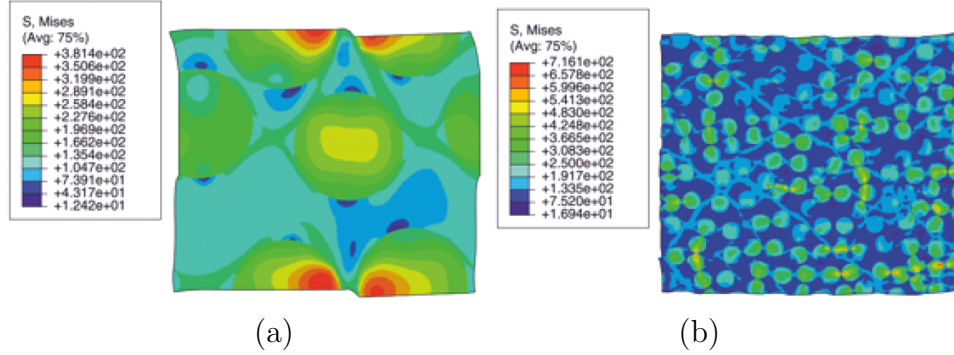 S, Mises
(Avg: 75%)
+3.814e+02
+3.506e+02
+3.199e+02
+2.891e+02
+2.584e+02
+2.276e+02
+1.969e+02
+1.662e+02
+1.354e+02
+1.047e+02
+7.391e+01
+4.317e+01
+1.242e+01
(a)
S, Mises
(Avg: 75%)
+7.161e+02
+6.578e+02
+5.996e+02
+5.413e+02
+4.830e+02
+4.248e+02
+3.665e+02
+3.083e+02
+2.500e+02
+1.917e+02
+1.335e+02
+7.520e+01
+1.694e+01
(b)